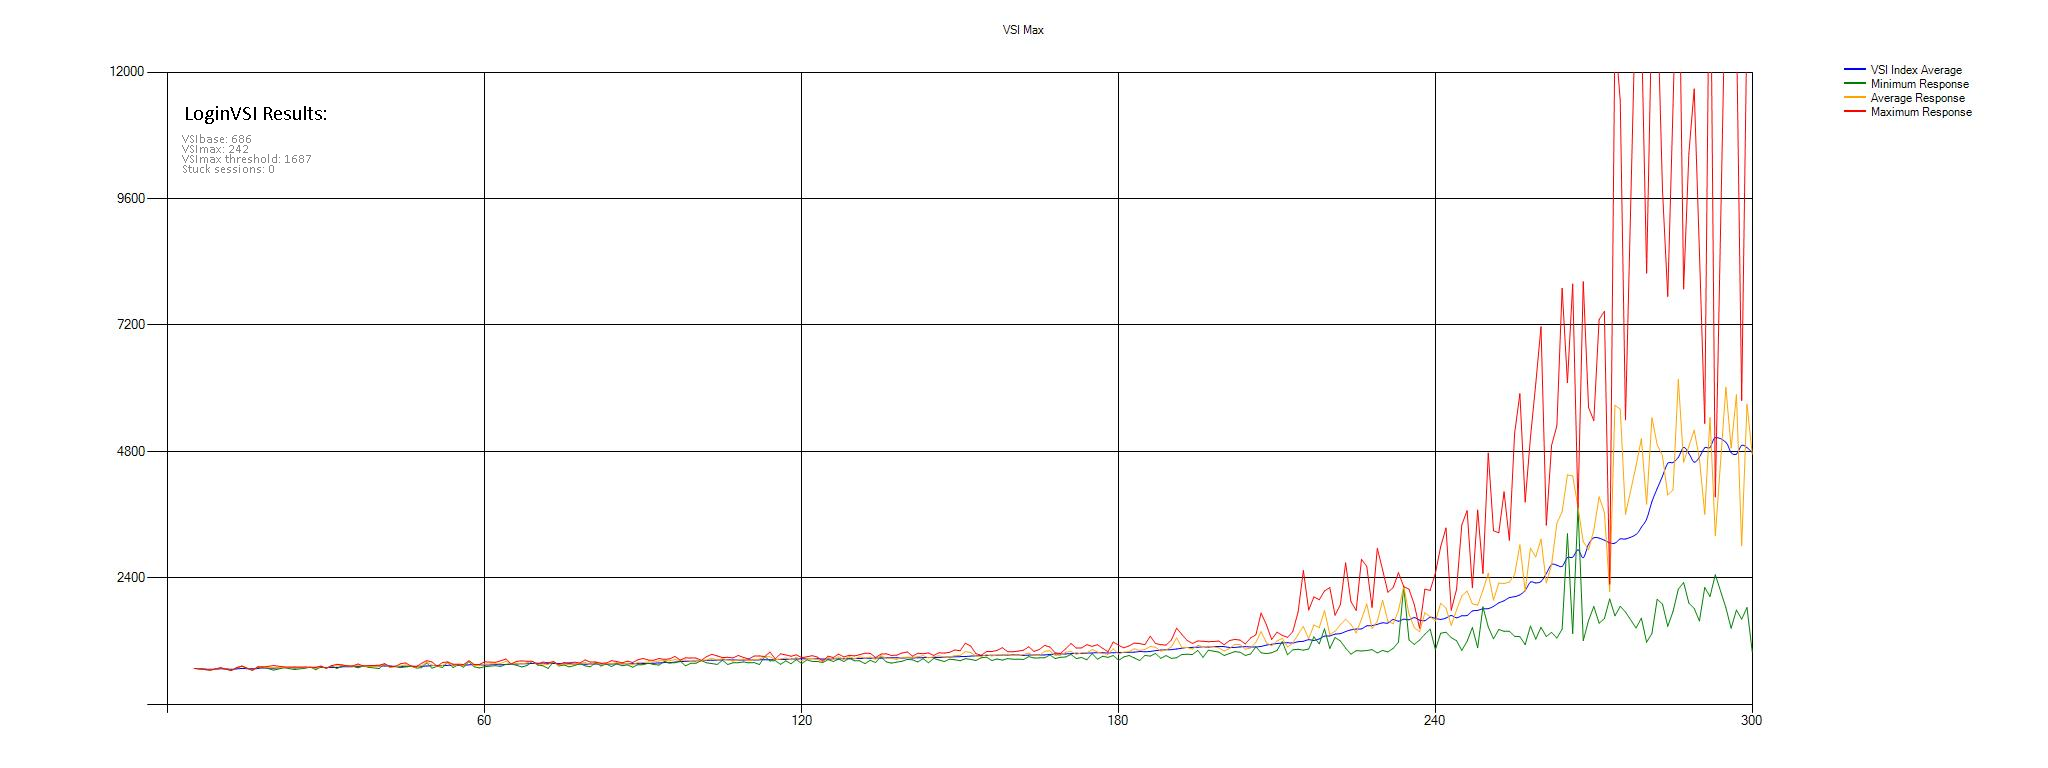 VSI Max
12000
9600
7200
4800
2400
LoginVSI Results:
VSIbase: 686
VSImax: 242
VSImax threshold: 1687
Stuck sessions: 0
60 120 180 240 300
VSI Index Average
Minimum Response
Average Response
Maximum Response